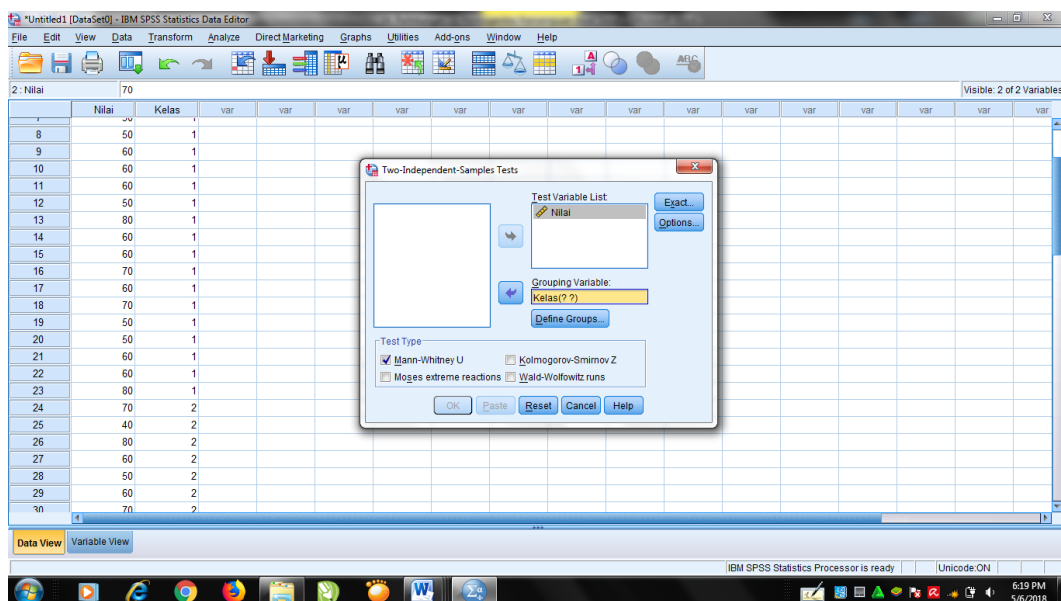 *Untitled1 [DataSet0] - IBM SPSS Statistics Data Editor
File Edit View Data Transform Analyze Direct Marketing Graphs Utilities Add-ons Window Help
2 : Nilai 70 Visible: 2 of 2 Variables
Nilai Kelas var var var var var var var var var var var var var var
7 50 1
8 50 1
9 60 1
10 60 1
11 60 1
12 50 1
13 80 1
14 60 1
15 60 1
16 70 1
17 60 1
18 70 1
19 50 1
20 50 1
21 60 1
22 60 1
23 80 1
24 70 2
25 40 2
26 80 2
27 60 2
28 50 2
29 60 2
30 70 2
Two-Independent-Samples Tests
Test Variable List:
Nilai
Exact...
Options...
Grouping Variable:
Kelas(? ?)
Define Groups...
Test Type
Mann-Whitney U Kolmogorov-Smirnov Z
Moses extreme reactions Wald-Wolfowitz runs
OK Paste Reset Cancel Help
Data View Variable View
IBM SPSS Statistics Processor is ready Unicode:ON
6:19 PM
5/6/2018